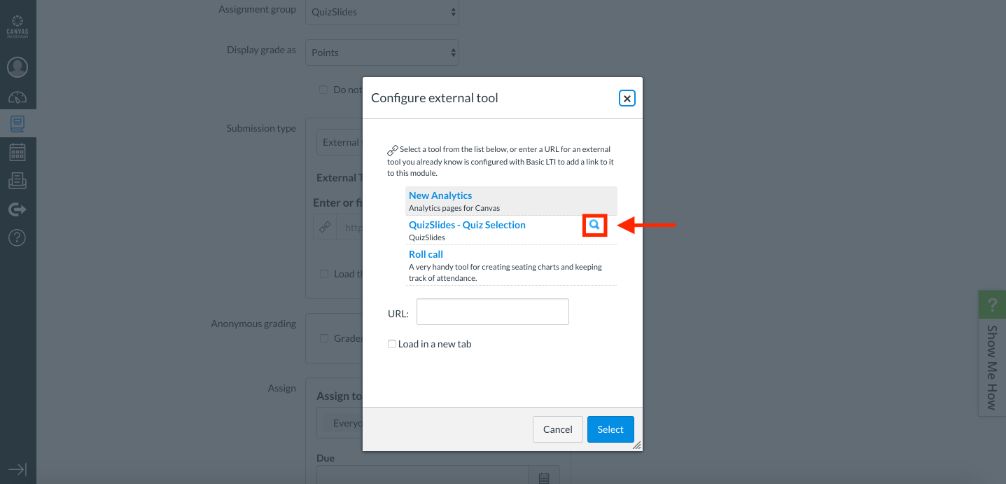 Assignment group
QuizSlides
CANVAS
Display grade as
Points
Do not
Submission type
External
External T
Enter or fi
http
Load th
Anonymous grading
Grade
Assign
Assign to
Everyo
Due
Configure external tool
Select a tool from the list below, or enter a URL for an external
tool you already know is configured with Basic LTI to add a link to it
to this module.
New Analytics
Analytics pages for Canvas
QuizSlides - Quiz Selection
QuizSlides
Roll call
A very handy tool for creating seating charts and keeping
track of attendance.
URL:
Load in a new tab
Cancel
Select
? Show Me How